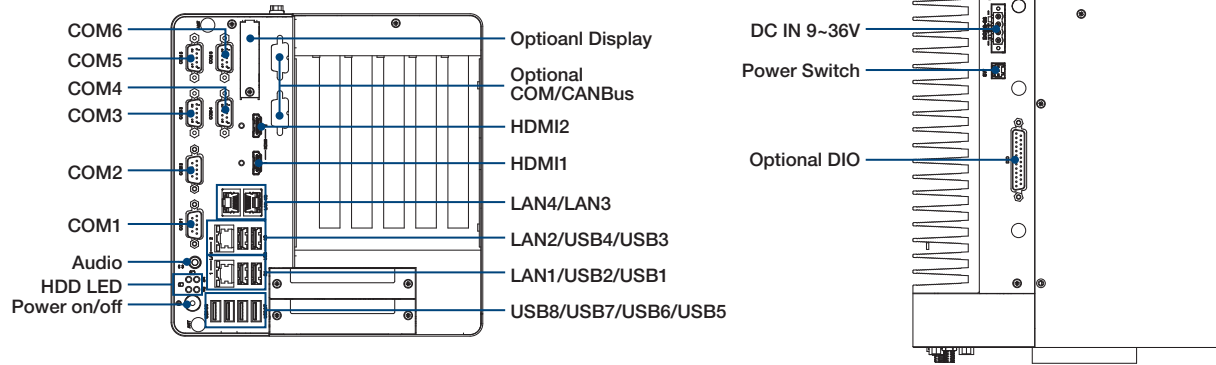 COM6
COM5
COM4
COM3
COM2
COM1
Audio
HDD LED
Power on/off
Optioanl Display
Optional
COM/CANBus
HDMI2
HDMI1
LAN4/LAN3
LAN2/USB4/USB3
LAN1/USB2/USB1
USB8/USB7/USB6/USB5
DC IN 9~36V
Power Switch
Optional DIO